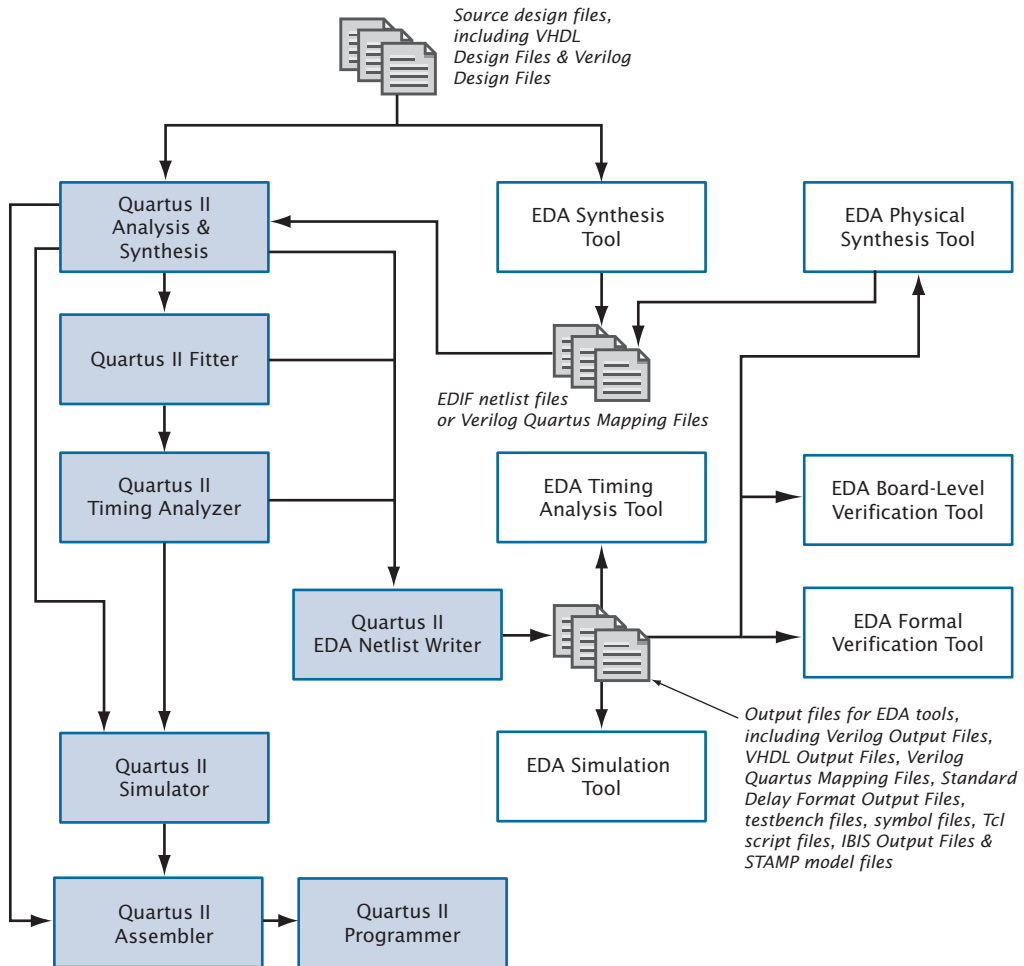 Source design files,
including VHDL
Design Files & Verilog
Design Files
Quartus II
Analysis &
Synthesis
EDA Synthesis
Tool
EDA Physical
Synthesis Tool
Quartus II Fitter
EDIF netlist files
or Verilog Quartus Mapping Files
Quartus II
Timing Analyzer
EDA Timing
Analysis Tool
EDA Board-Level
Verification Tool
Quartus II
EDA Netlist Writer
EDA Formal
Verification Tool
Output files for EDA tools,
including Verilog Output Files,
VHDL Output Files, Verilog
Quartus Mapping Files, Standard
Delay Format Output Files,
testbench files, symbol files, Tcl
script files, IBIS Output Files &
STAMP model files
Quartus II
Simulator
EDA Simulation
Tool
Quartus II
Assembler
Quartus II
Programmer